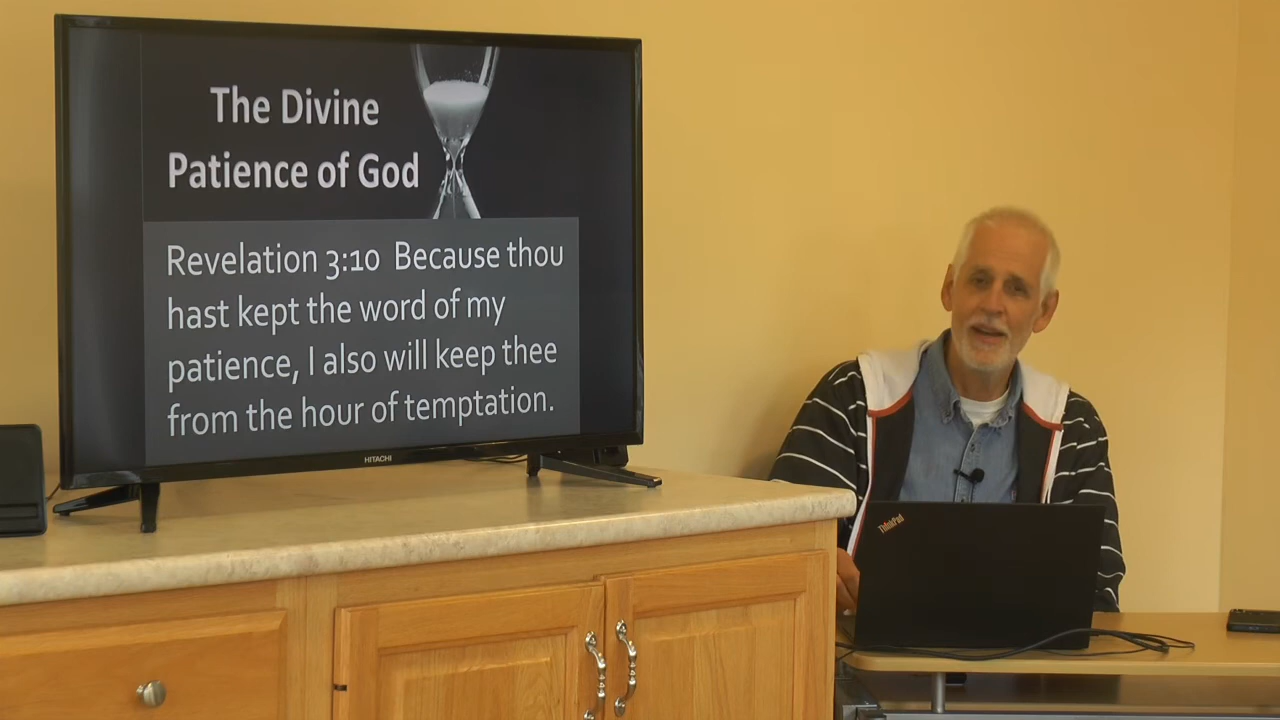 The Divine
Patience of God
Revelation 3:10 Because thou
hast kept the word of my
patience, I also will keep thee
from the hour of temptation.
HITACHI
ThinkPad